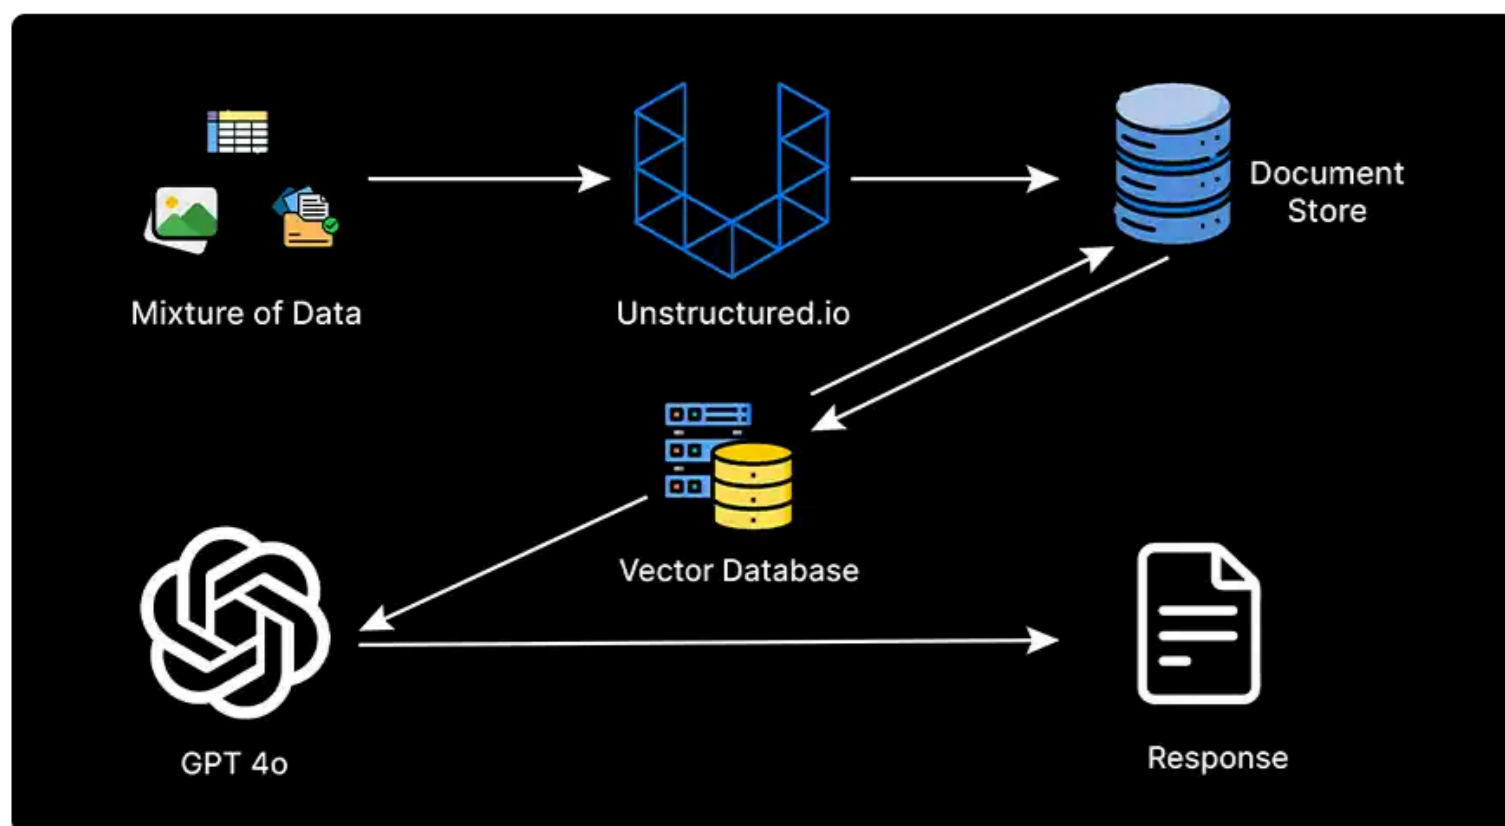 Document
Store
Mixture of Data
Unstructured.io
Vector Database
GPT 4o
Response